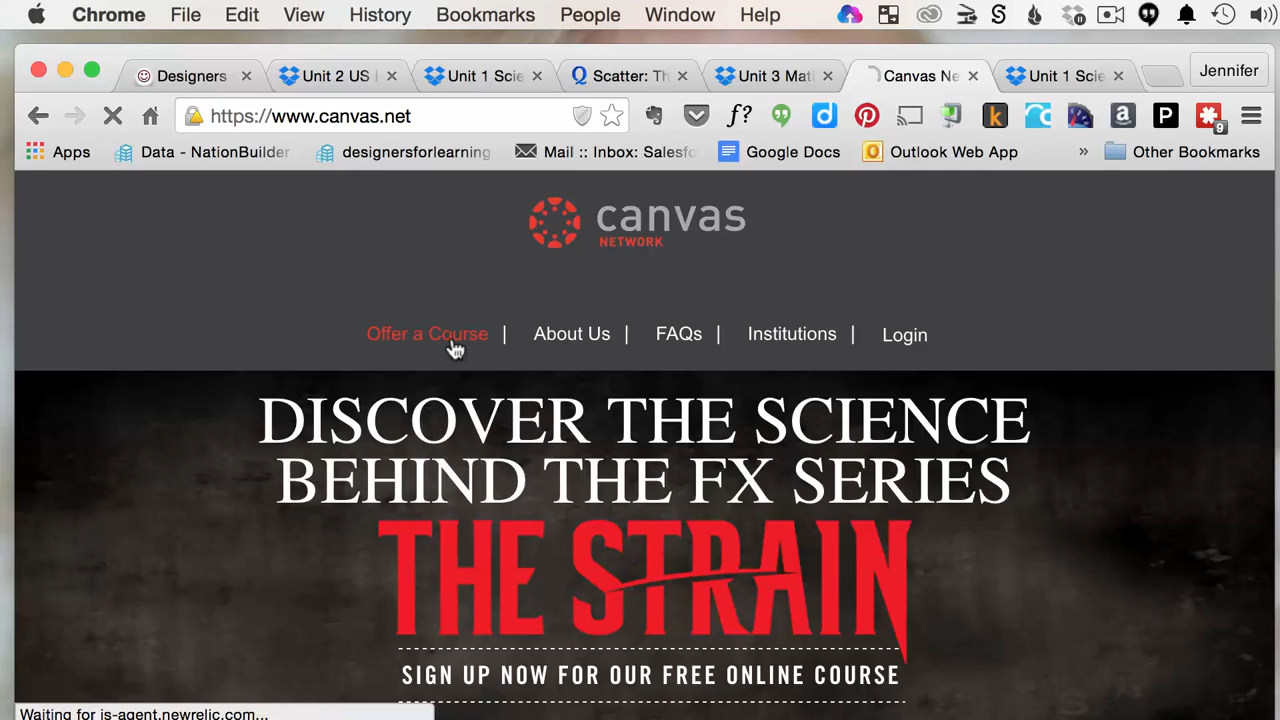 Chrome File Edit View History Bookmarks People Window Help
Designers Unit 2 US Unit 1 Scie Scatter: Th Unit 3 Mat Canvas Ne Unit 1 Scie Jennifer
https://www.canvas.net f? d k a P 9
Apps Data - NationBuilder designersforlearning Mail :: Inbox: Salesfo Google Docs Outlook Web App » Other Bookmarks
canvas
NETWORK
Offer a Course | About Us | FAQs | Institutions | Login
DISCOVER THE SCIENCE
BEHIND THE FX SERIES
THE STRAIN
SIGN UP NOW FOR OUR FREE ONLINE COURSE
Waiting for js-agent.newrelic.com...